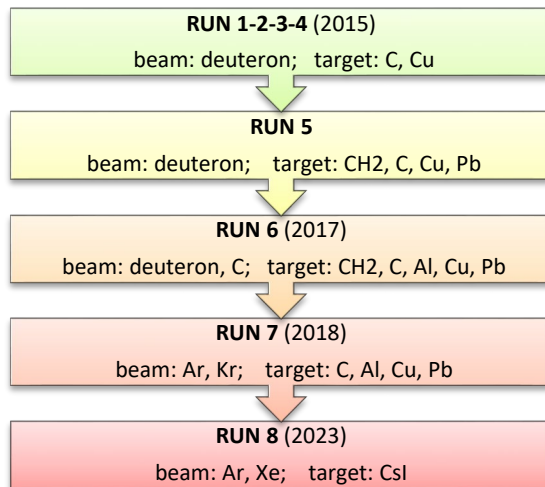 RUN 1-2-3-4 (2015)
beam: deuteron; target: C, Cu
RUN 5
beam: deuteron; target: CH2, C, Cu, Pb
RUN 6 (2017)
beam: deuteron, C; target: CH2, C, Al, Cu, Pb
RUN 7 (2018)
beam: Ar, Kr; target: C, Al, Cu, Pb
RUN 8 (2023)
beam: Ar, Xe; target: CsI